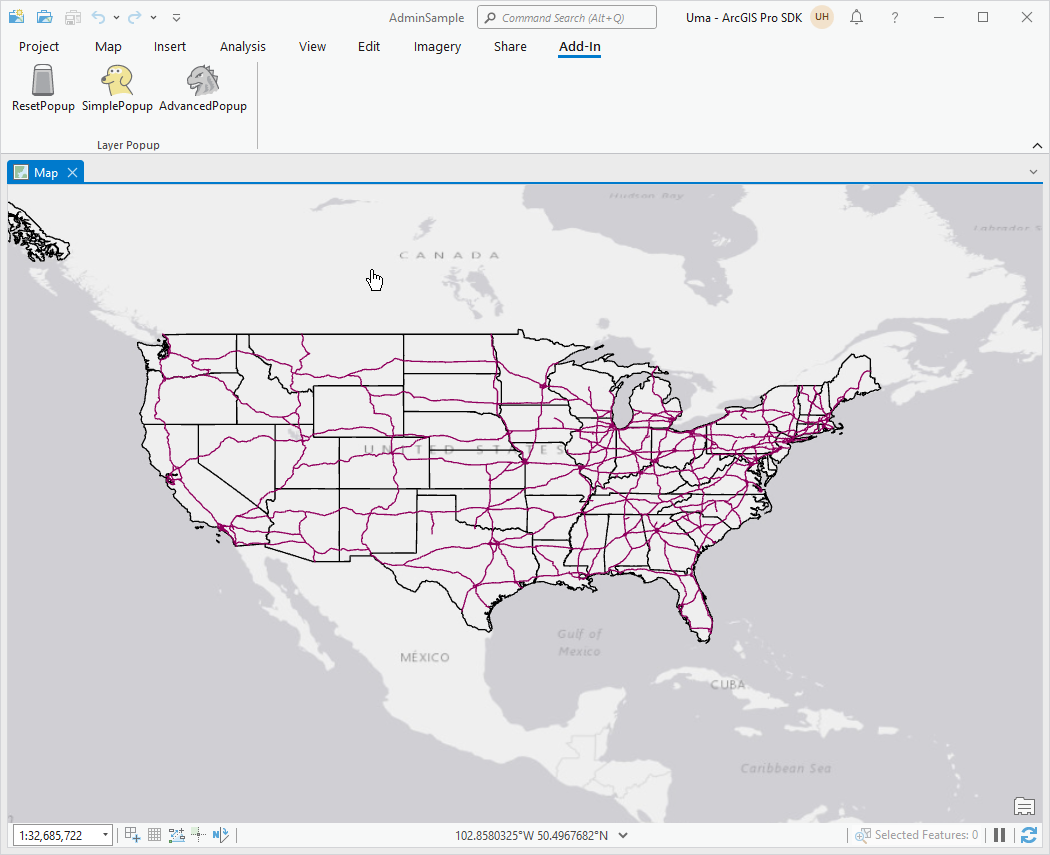 AdminSample
Command Search (Alt+Q)
Uma - ArcGIS Pro SDK
UH
?
Project
Map
Insert
Analysis
View
Edit
Imagery
Share
Add-In
ResetPopup
SimplePopup
AdvancedPopup
Layer Popup
Map
Hudson Bay
Labrador S
CANADA
UNITED STATES
Gulf of
Mexico
MÉXICO
CUBA
Caribbean Sea
1:32,685,722
102.8580325°W 50.4967682°N
Selected Features: 0